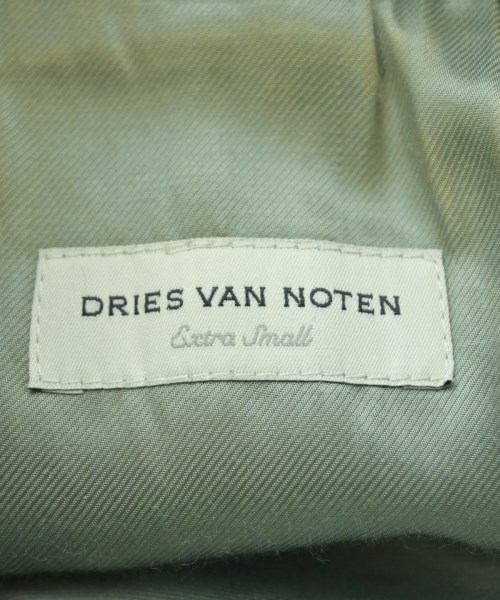 DRIES VAN NOTEN
Extra Small